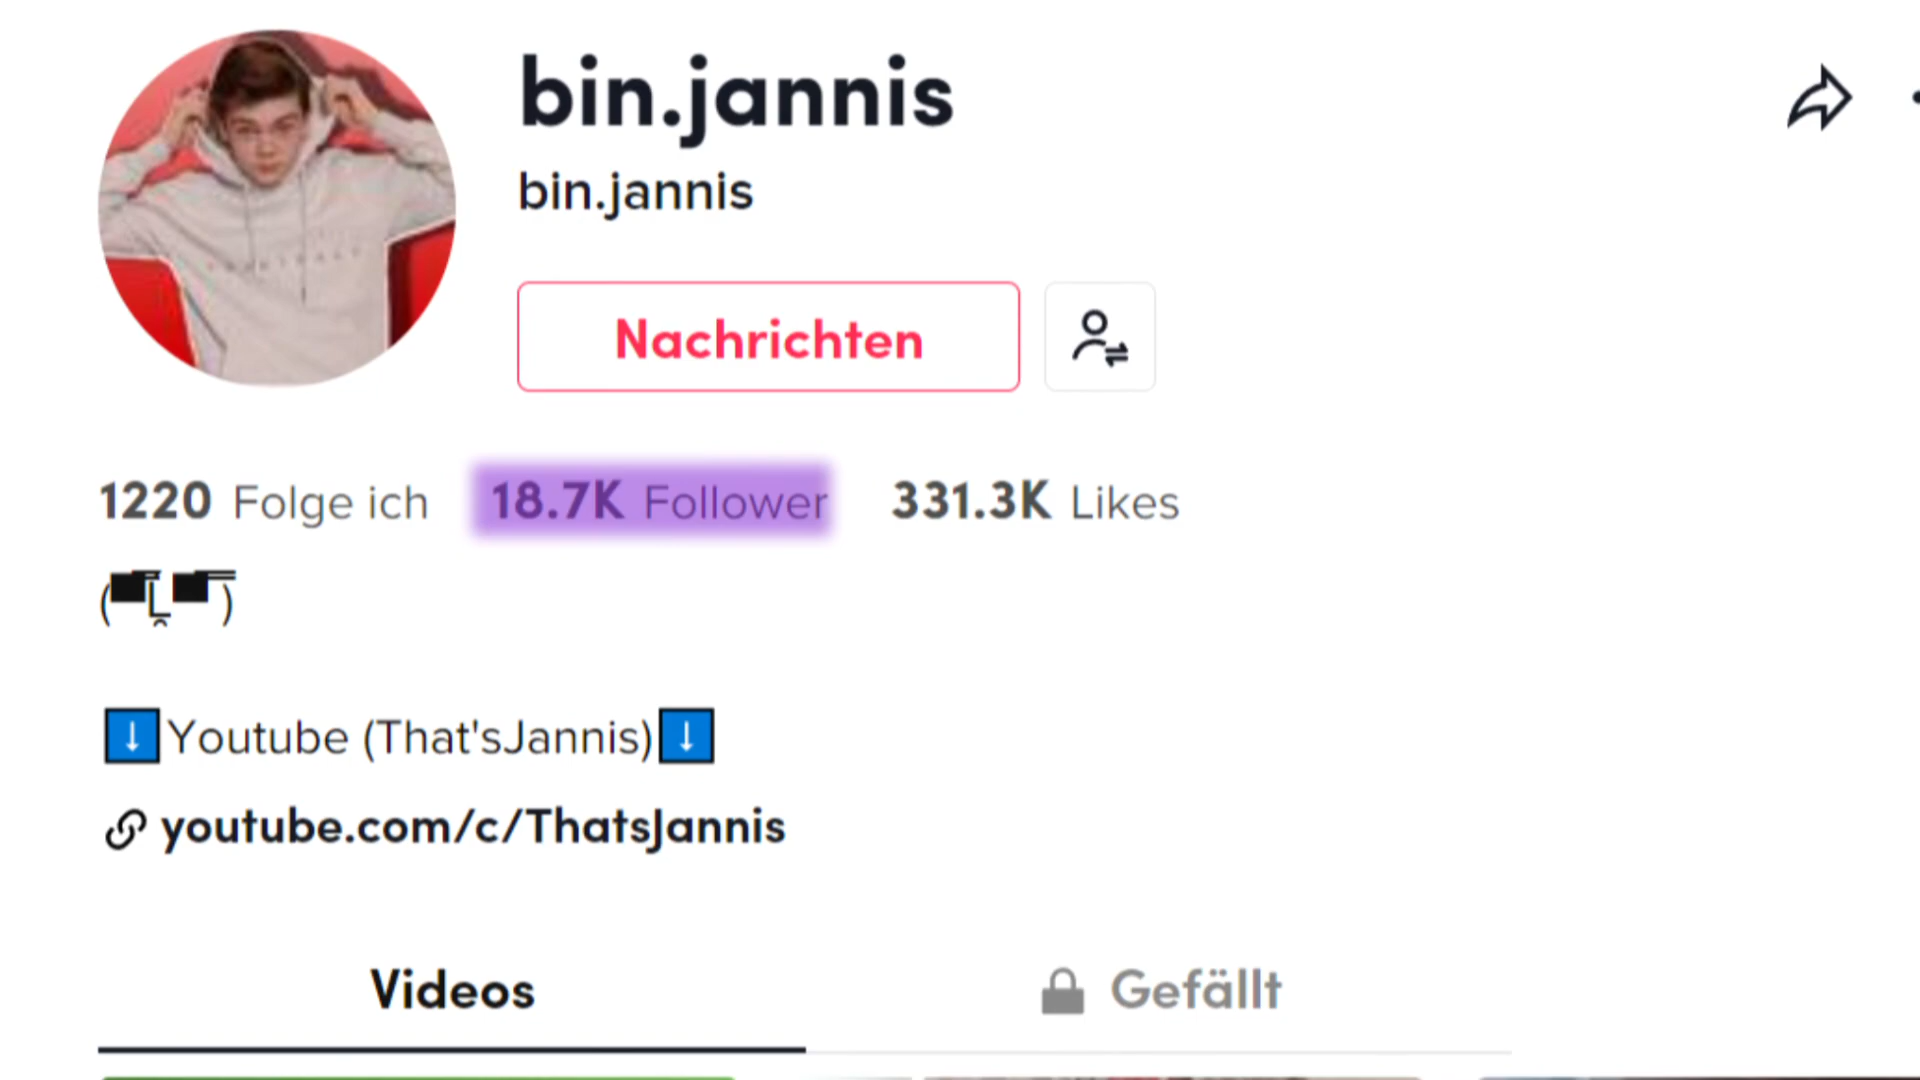 bin.jannis
bin.jannis
Nachrichten
1220 Folge ich 18.7K Follower 331.3K Likes
⬇Youtube (That'sJannis)⬇
youtube.com/c/ThatsJannis
Videos Gefällt